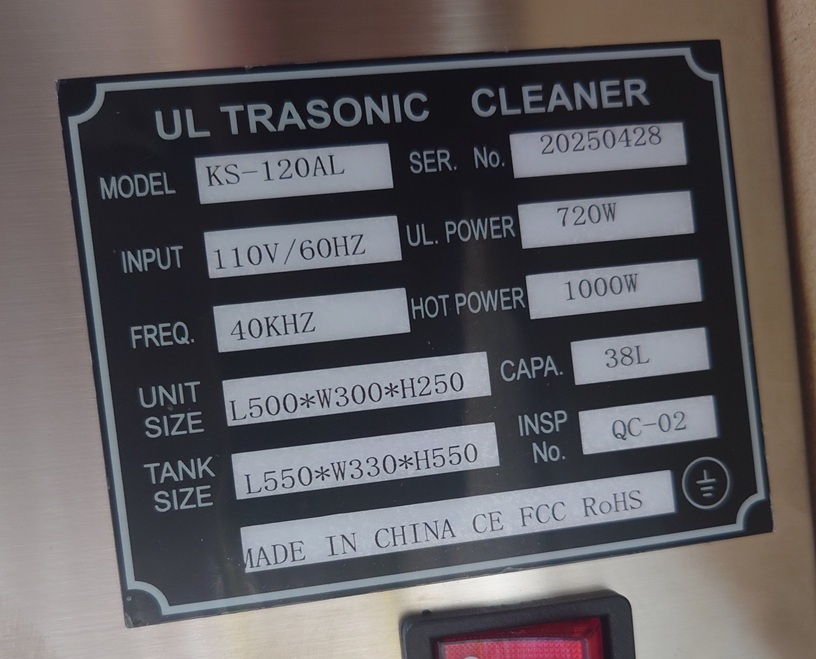 UL TRASONIC CLEANER
MODEL KS-120AL SER. No. 20250428
INPUT 110V/60HZ UL. POWER 720W
FREQ. 40KHZ HOT POWER 1000W
UNIT SIZE L500*W300*H250 CAPA. 38L
TANK SIZE L550*W330*H550 INSP No. QC-02
MADE IN CHINA CE FCC RoHS